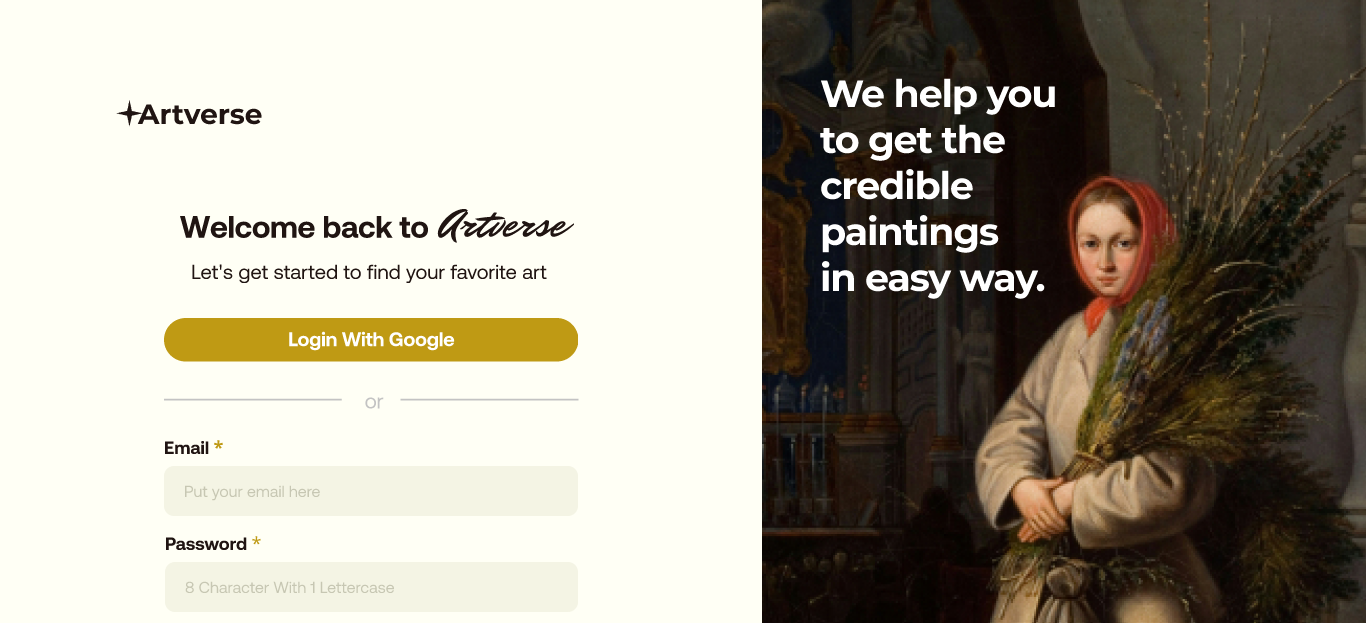 Artverse
Welcome back to Artverse
Let's get started to find your favorite art
Login With Google
or
Email *
Put your email here
Password *
8 Character With 1 Lettercase
We help you
to get the
credible
paintings
in easy way.